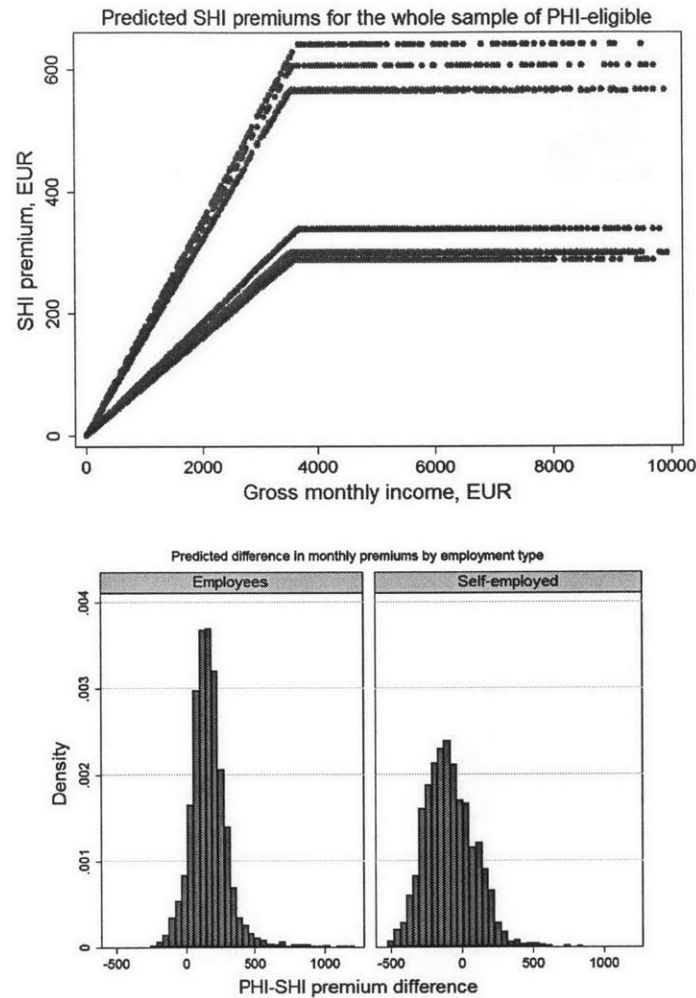 Predicted SHI premiums for the whole sample of PHI-eligible
600
400
200
0
SHI premium, EUR
0 2000 4000 6000 8000 10000
Gross monthly income, EUR
Predicted difference in monthly premiums by employment type
Employees Self-employed
.004
.003
.002
.001
0
Density
-500 0 500 1000 -500 0 500 1000
PHI-SHI premium difference